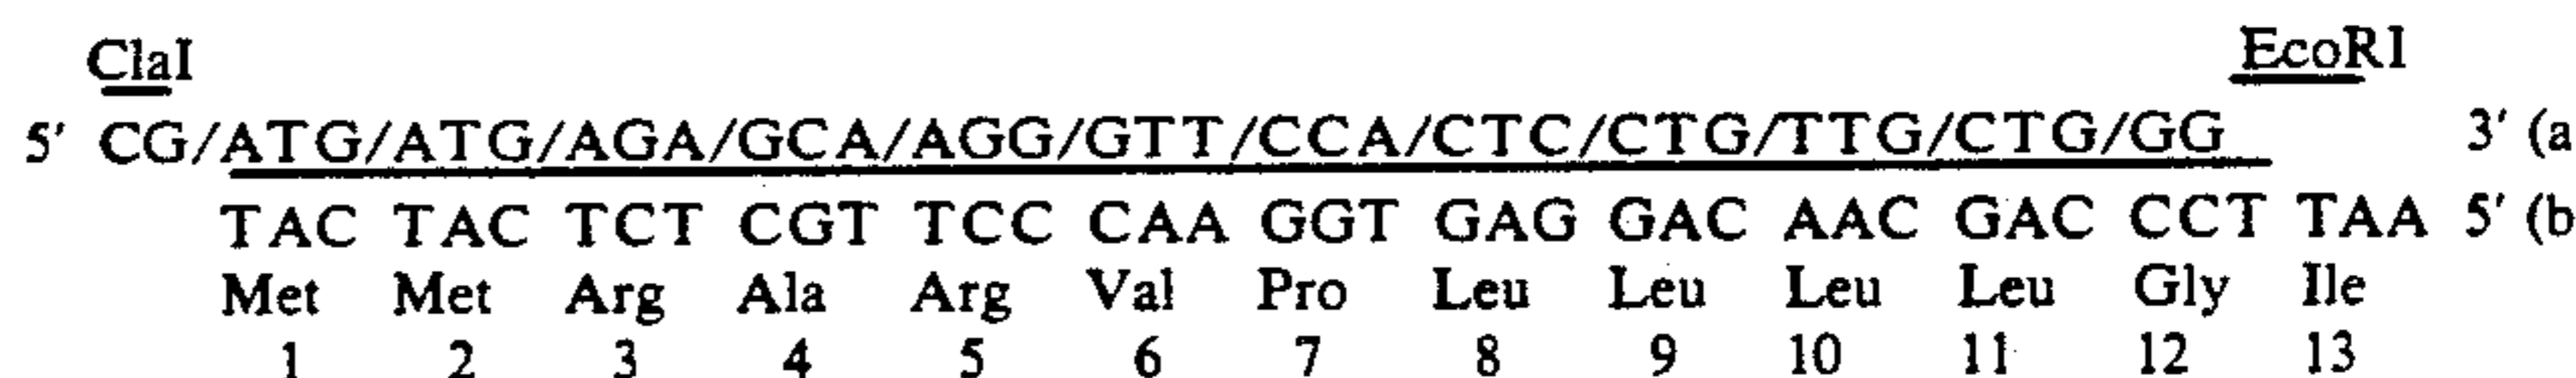 ClaI EcoRI
5' CG/ATG/ATG/AGA/GCA/AGG/GTT/CCA/CTC/CTG/TTG/CTG/GG 3' (a
TAC TAC TCT CGT TCC CAA GGT GAG GAC AAC GAC CCT TAA 5' (b
Met Met Arg Ala Arg Val Pro Leu Leu Leu Leu Gly Ile
1 2 3 4 5 6 7 8 9 10 11 12 13